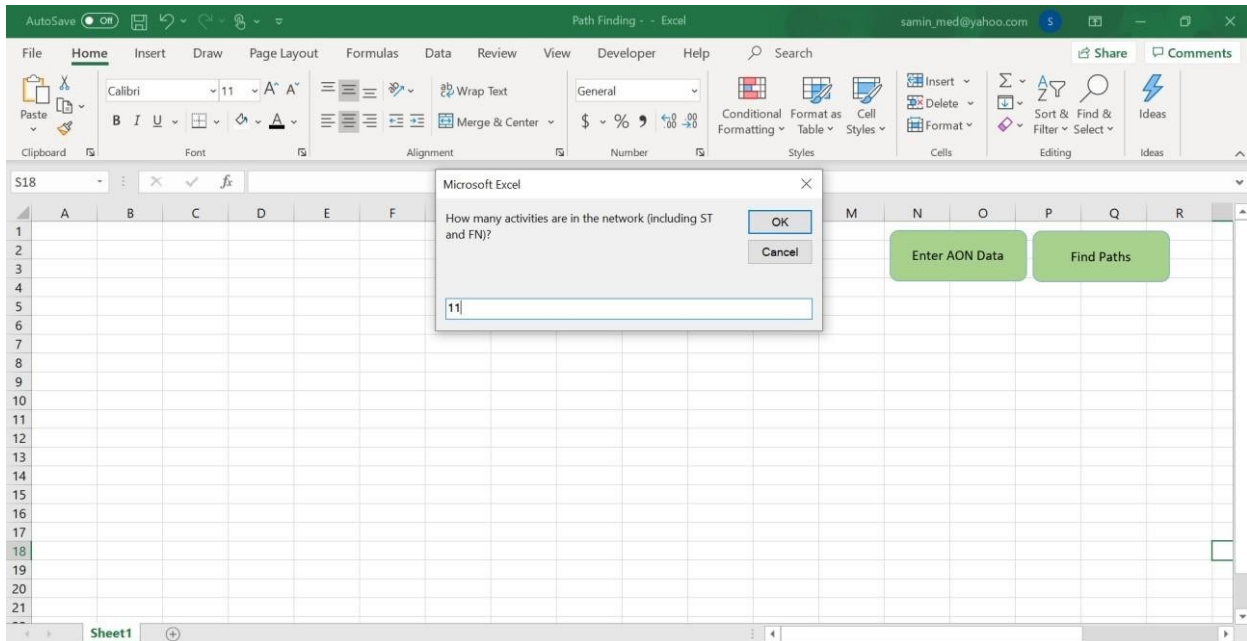 AutoSave Off Path Finding - - Excel samin_med@yahoo.com S
File Home Insert Draw Page Layout Formulas Data Review View Developer Help Search Share Comments
Paste
Clipboard
Calibri 11 A^ A˅
B I U A
Font
Wrap Text
Merge & Center
Alignment
General
$ % 9 .00 .00
Number
Conditional Formatting
Format as Table
Cell Styles
Styles
Insert
Delete
Format
Cells
Sort & Filter
Find & Select
Editing
Ideas
Ideas
S18 fx
Microsoft Excel
How many activities are in the network (including ST
and FN)?
OK
Cancel
11
A B C D E F M N O P Q R
Enter AON Data Find Paths
1
2
3
4
5
6
7
8
9
10
11
12
13
14
15
16
17
18
19
20
21
Sheet1